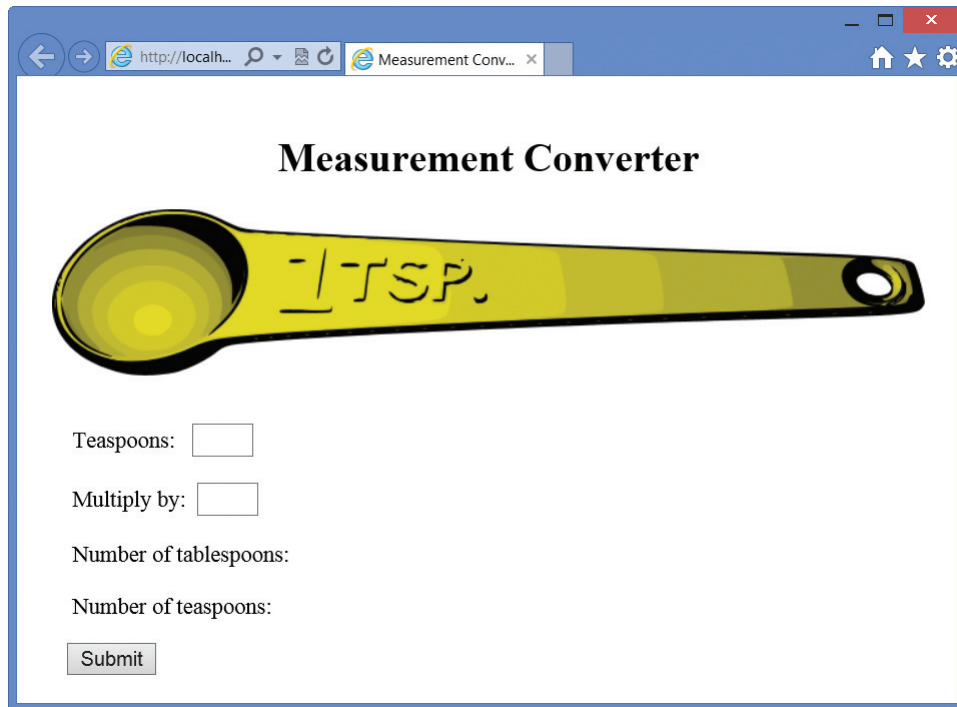 http://localh...
Measurement Conv...
Measurement Converter
1 TSP.
Teaspoons:
Multiply by:
Number of tablespoons:
Number of teaspoons:
Submit